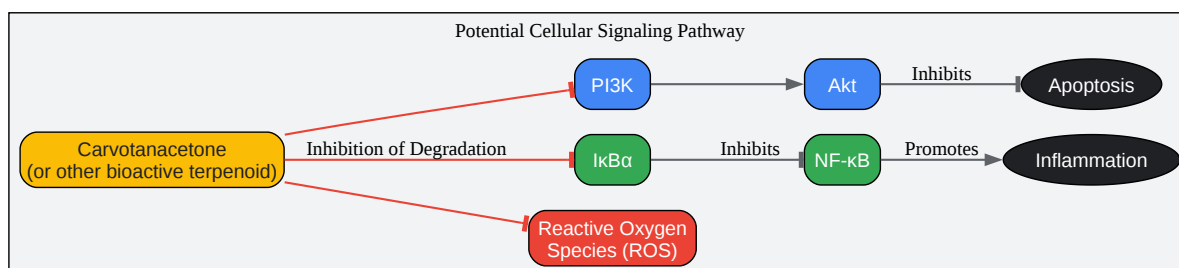 Potential Cellular Signaling Pathway
PI3K
Akt
Inhibits
Apoptosis
Carvotanacetone
(or other bioactive terpenoid)
Inhibition of Degradation
IκBα
Inhibits
NF-κB
Promotes
Inflammation
Reactive Oxygen
Species (ROS)